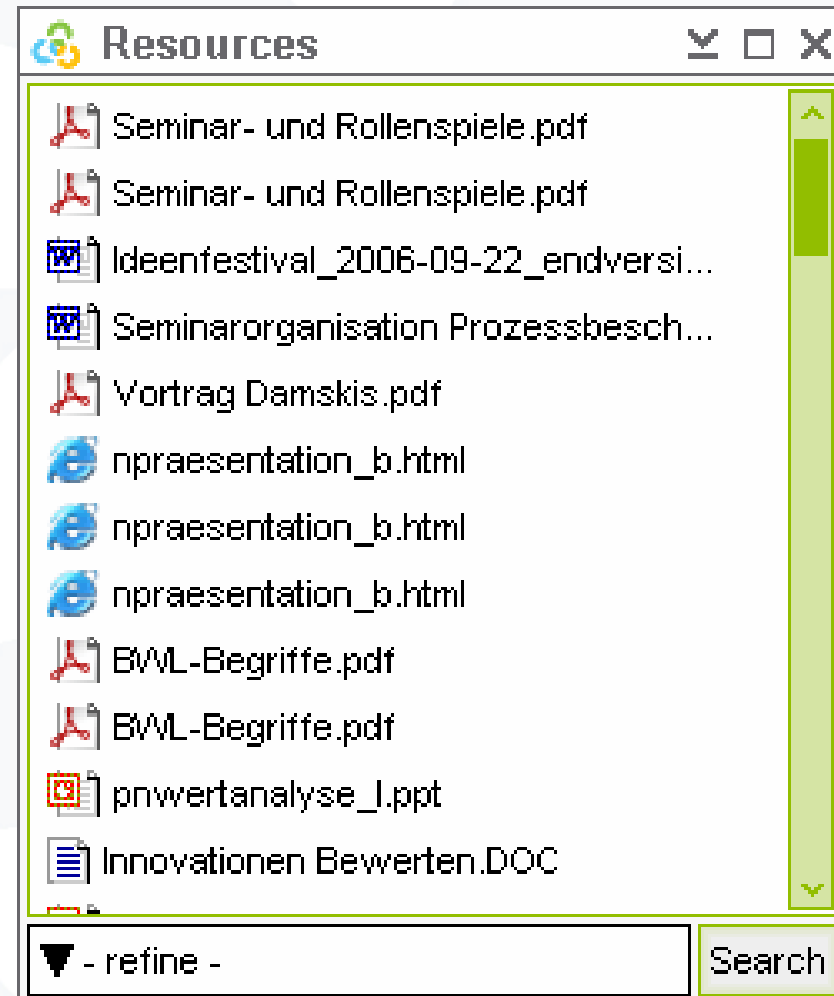 Resources
Seminar- und Rollenspiele.pdf
Seminar- und Rollenspiele.pdf
Ideenfestival_2006-09-22_endversi...
Seminarorganisation Prozessbesch...
Vortrag Damskis.pdf
npraesentation_b.html
npraesentation_b.html
npraesentation_b.html
BWL-Begriffe.pdf
BWL-Begriffe.pdf
pnwertanalyse_l.ppt
Innovationen Bewerten.DOC
- refine -
Search